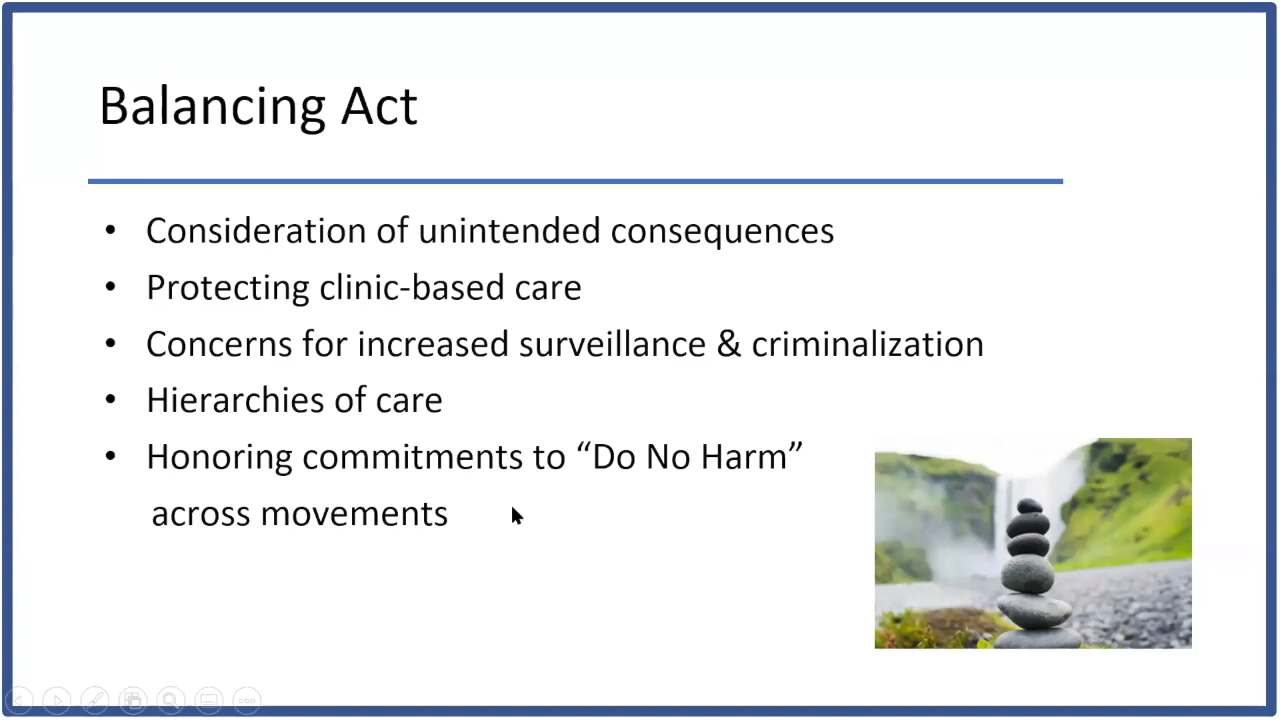 Balancing Act
• Consideration of unintended consequences
• Protecting clinic-based care
• Concerns for increased surveillance & criminalization
• Hierarchies of care
• Honoring commitments to “Do No Harm”
across movements